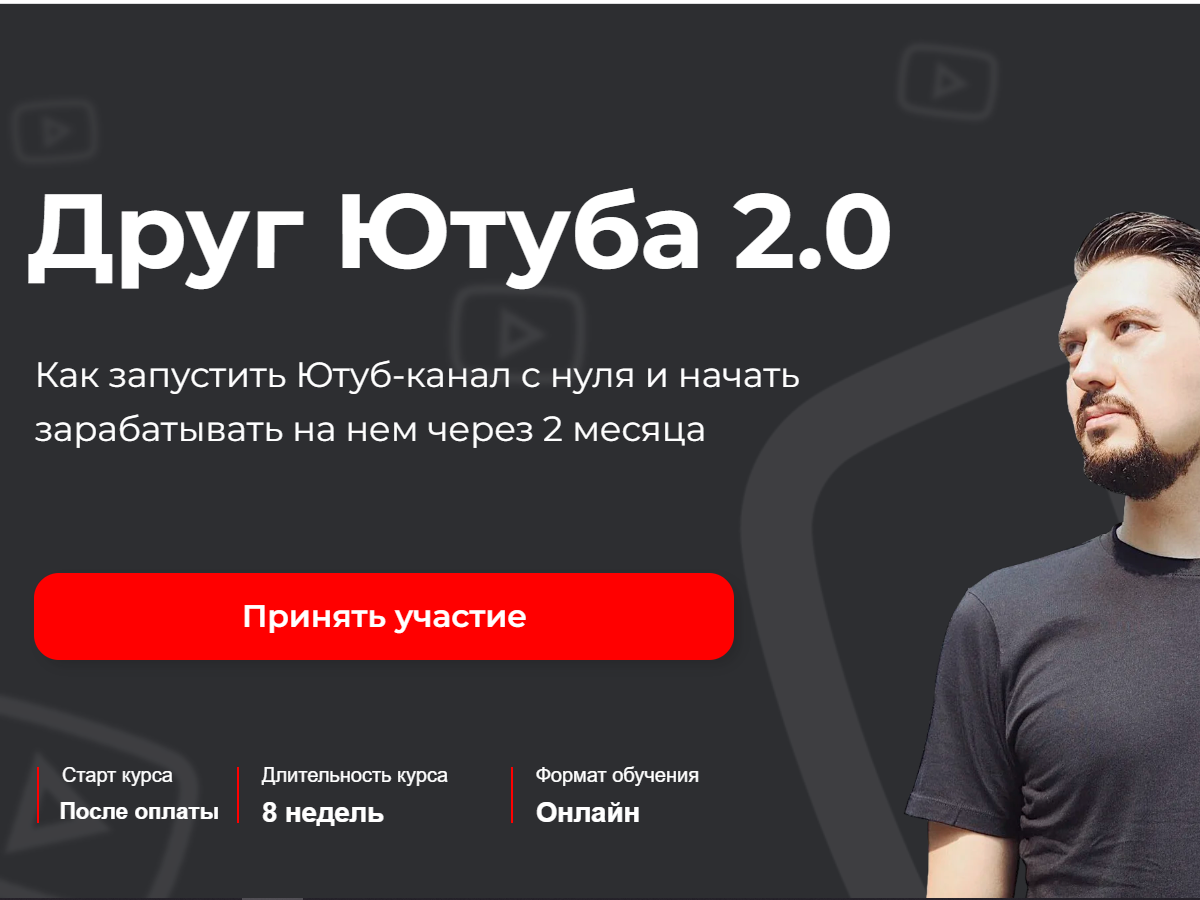 Друг Ютуба 2.0
Как запустить Ютуб-канал с нуля и начать
зарабатывать на нем через 2 месяца
Принять участие
Старт курса
После оплаты
Длительность курса
8 недель
Формат обучения
Онлайн